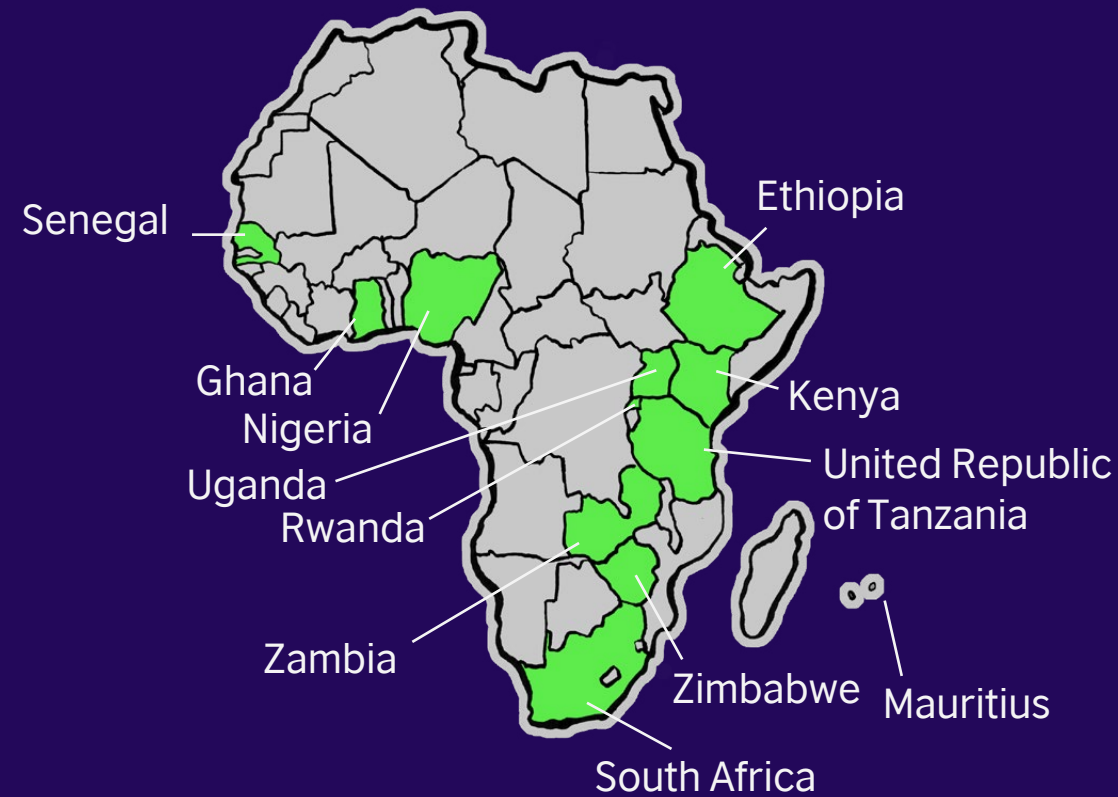 Ethiopia
Senegal
Ghana
Kenya
Nigeria
United Republic
of Tanzania
Uganda
Rwanda
Zambia
Zimbabwe
Mauritius
South Africa